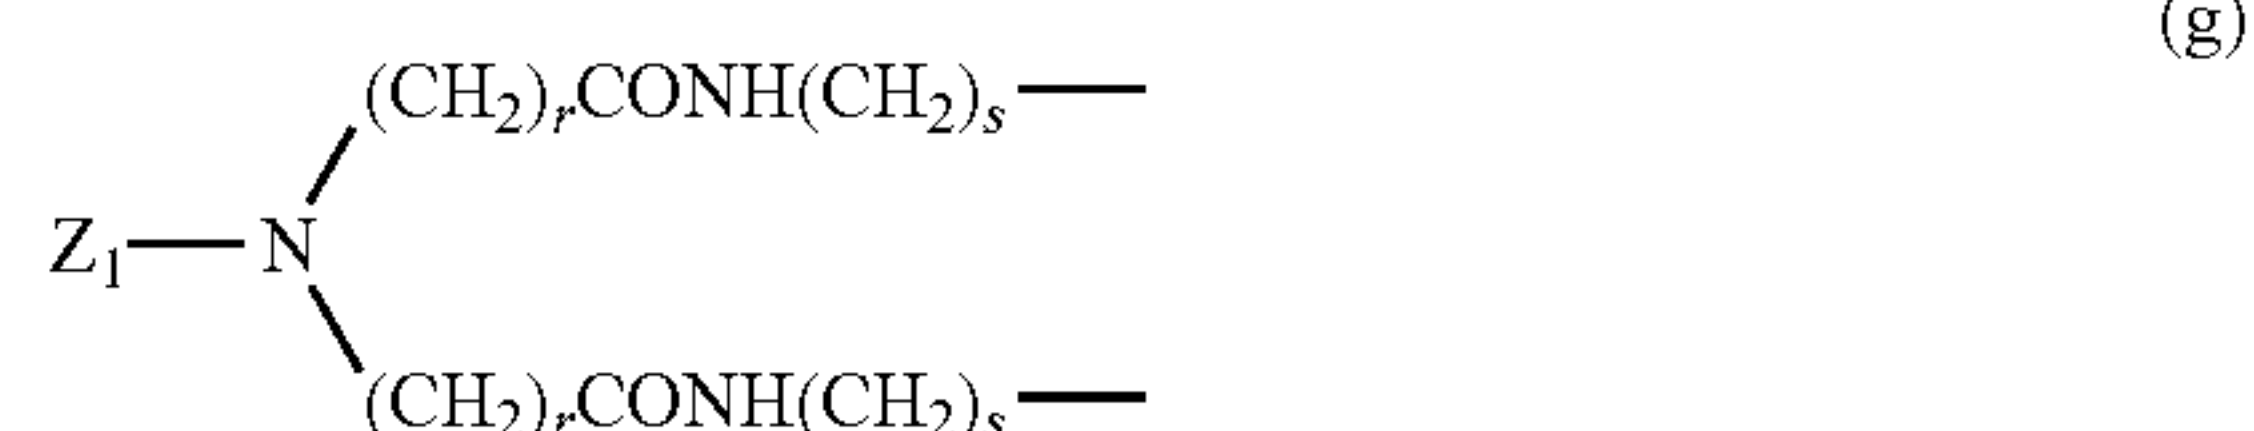 (g)
(CH₂)ᵣCONH(CH₂)ₛ—
Z₁—N
(CH₂)ᵣCONH(CH₂)ₛ—